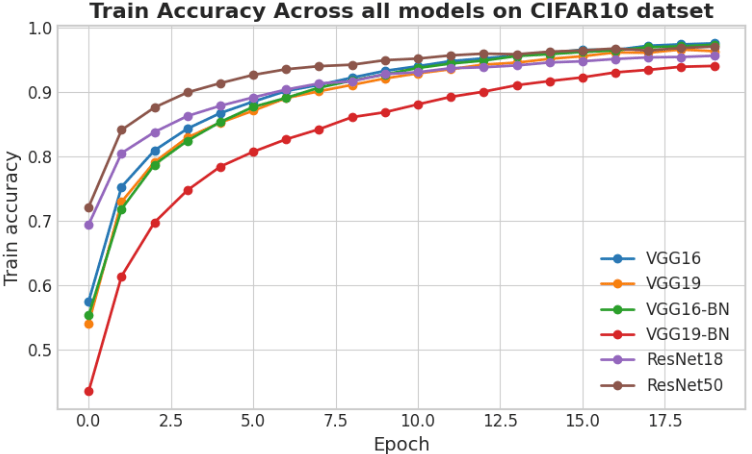 Train Accuracy Across all models on CIFAR10 datset
1.0
0.9
0.8
0.7
0.6
0.5
Train accuracy
VGG16
VGG19
VGG16-BN
VGG19-BN
ResNet18
ResNet50
0.0 2.5 5.0 7.5 10.0 12.5 15.0 17.5
Epoch